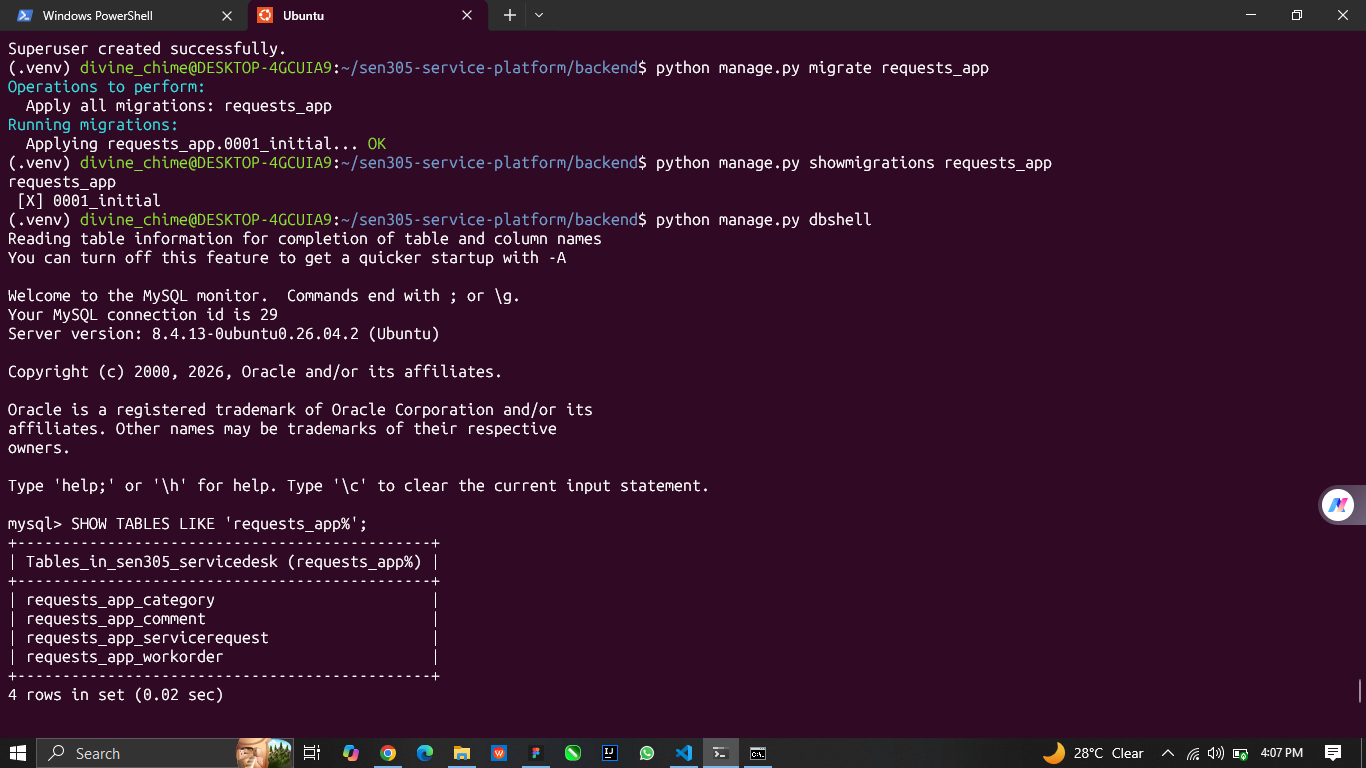 Windows PowerShell
Ubuntu
Superuser created successfully.
(.venv) divine_chime@DESKTOP-4GCUIA9:~/sen305-service-platform/backend$ python manage.py migrate requests_app
Operations to perform:
  Apply all migrations: requests_app
Running migrations:
  Applying requests_app.0001_initial... OK
(.venv) divine_chime@DESKTOP-4GCUIA9:~/sen305-service-platform/backend$ python manage.py showmigrations requests_app
requests_app
 [X] 0001_initial
(.venv) divine_chime@DESKTOP-4GCUIA9:~/sen305-service-platform/backend$ python manage.py dbshell
Reading table information for completion of table and column names
You can turn off this feature to get a quicker startup with -A

Welcome to the MySQL monitor.  Commands end with ; or \g.
Your MySQL connection id is 29
Server version: 8.4.13-0ubuntu0.26.04.2 (Ubuntu)

Copyright (c) 2000, 2026, Oracle and/or its affiliates.

Oracle is a registered trademark of Oracle Corporation and/or its
affiliates. Other names may be trademarks of their respective
owners.

Type 'help;' or '\h' for help. Type '\c' to clear the current input statement.

mysql> SHOW TABLES LIKE 'requests_app%';
+----------------------------------------------+
| Tables_in_sen305_servicedesk (requests_app%) |
+----------------------------------------------+
| requests_app_category                        |
| requests_app_comment                         |
| requests_app_servicerequest                  |
| requests_app_workorder                       |
+----------------------------------------------+
4 rows in set (0.02 sec)
Search
28°C Clear
4:07 PM